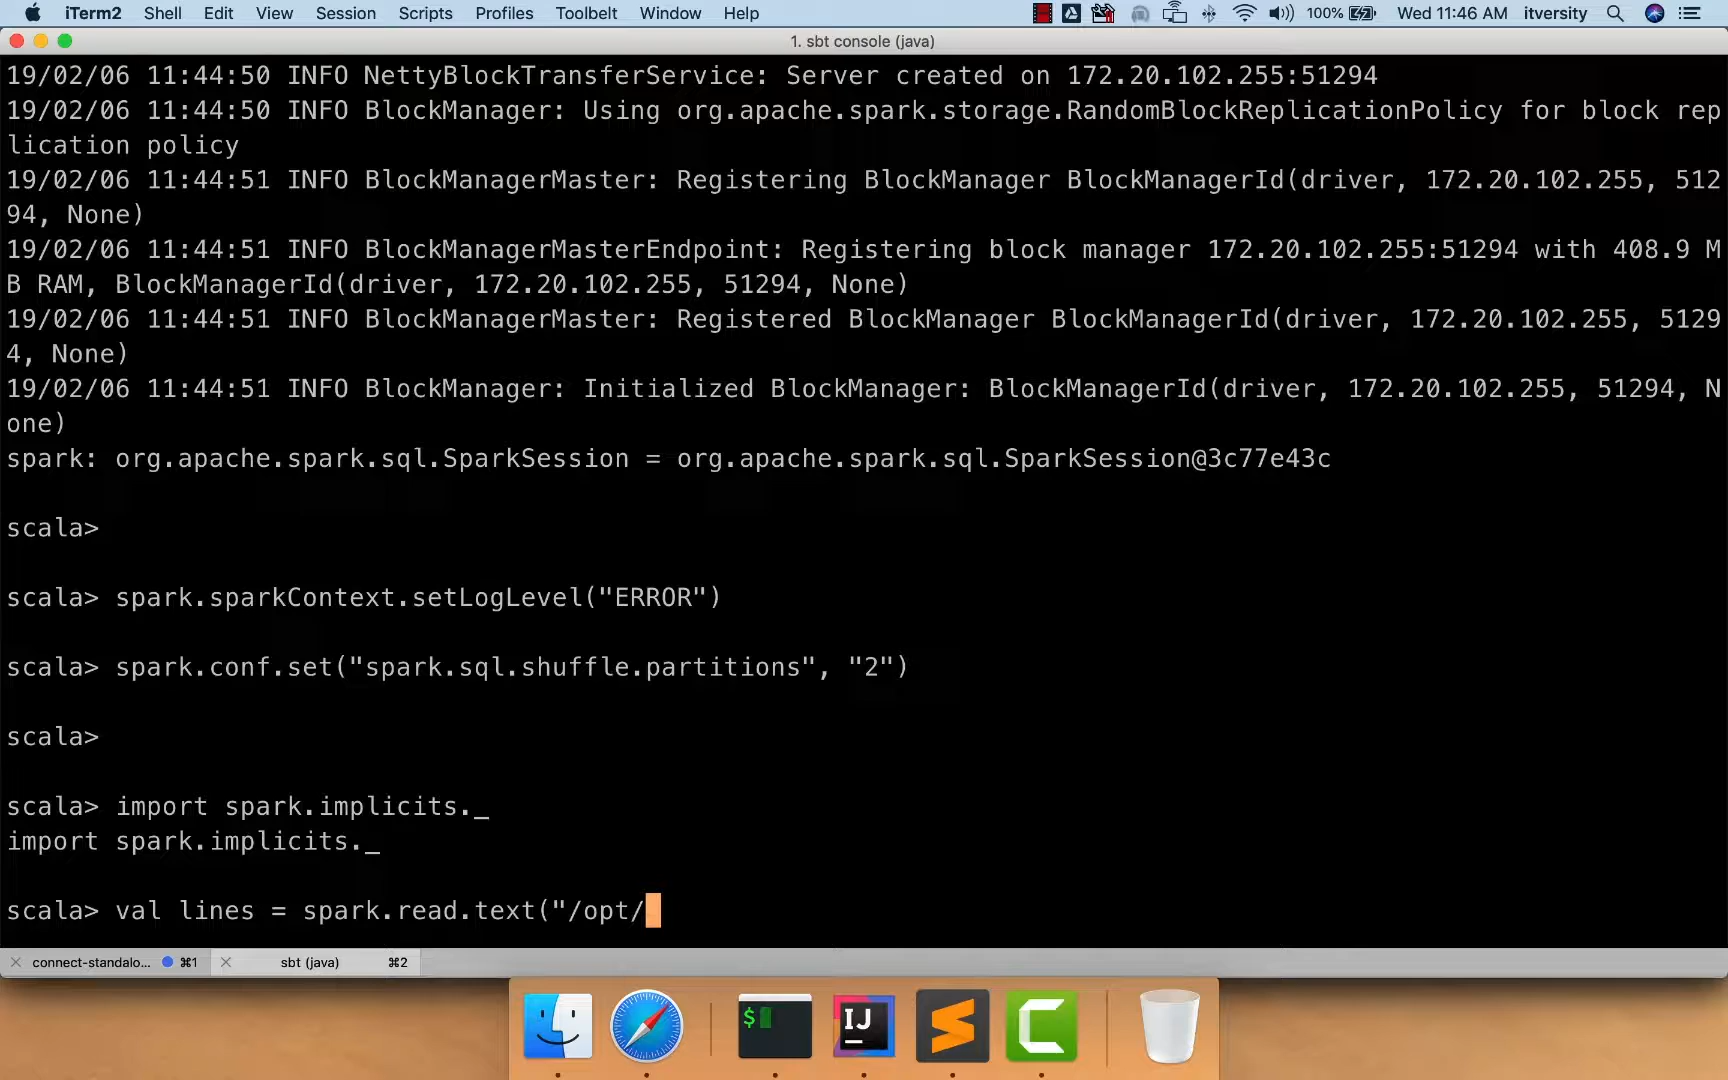 iTerm2 Shell Edit View Session Scripts Profiles Toolbelt Window Help 100% Wed 11:46 AM itversity
1. sbt console (java)
19/02/06 11:44:50 INFO NettyBlockTransferService: Server created on 172.20.102.255:51294
19/02/06 11:44:50 INFO BlockManager: Using org.apache.spark.storage.RandomBlockReplicationPolicy for block rep
lication policy
19/02/06 11:44:51 INFO BlockManagerMaster: Registering BlockManager BlockManagerId(driver, 172.20.102.255, 512
94, None)
19/02/06 11:44:51 INFO BlockManagerMasterEndpoint: Registering block manager 172.20.102.255:51294 with 408.9 M
B RAM, BlockManagerId(driver, 172.20.102.255, 51294, None)
19/02/06 11:44:51 INFO BlockManagerMaster: Registered BlockManager BlockManagerId(driver, 172.20.102.255, 5129
4, None)
19/02/06 11:44:51 INFO BlockManager: Initialized BlockManager: BlockManagerId(driver, 172.20.102.255, 51294, N
one)
spark: org.apache.spark.sql.SparkSession = org.apache.spark.sql.SparkSession@3c77e43c
scala>
scala> spark.sparkContext.setLogLevel("ERROR")
scala> spark.conf.set("spark.sql.shuffle.partitions", "2")
scala>
scala> import spark.implicits._
import spark.implicits._
scala> val lines = spark.read.text("/opt/
connect-standalo... ⌘1 sbt (java) ⌘2
$ IJ